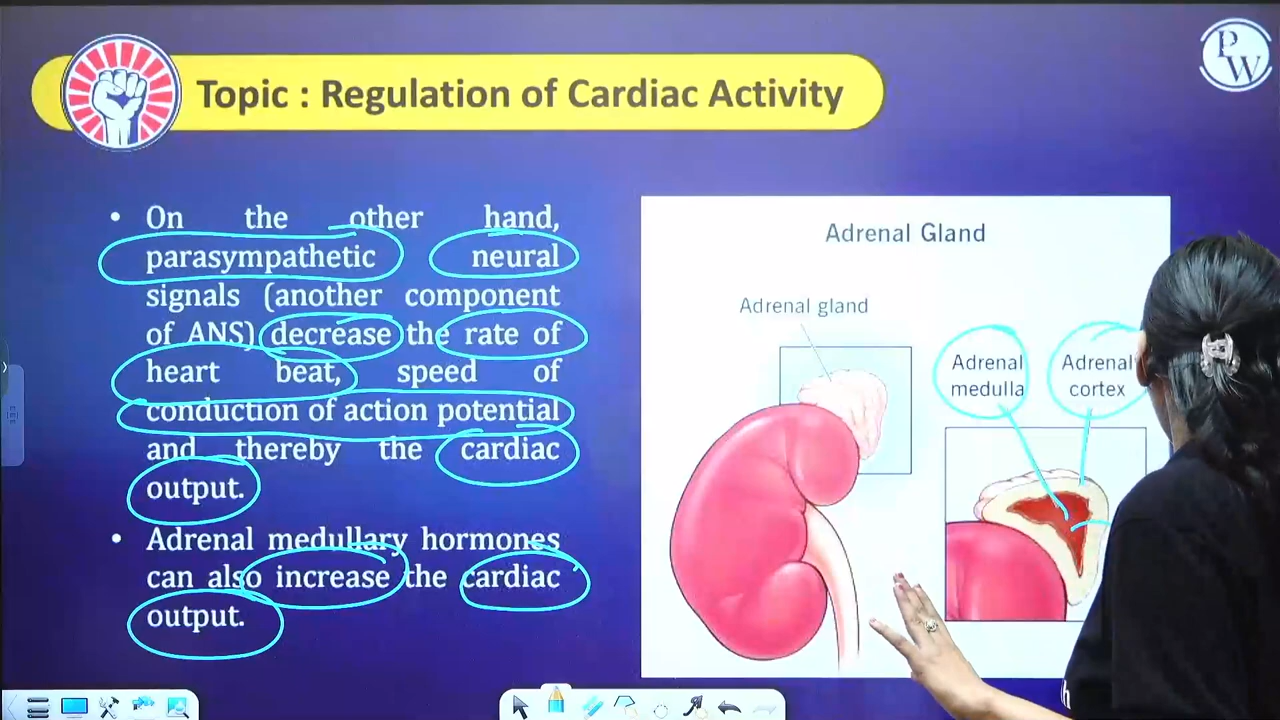 PW
Topic : Regulation of Cardiac Activity
• On the other hand,
parasympathetic neural
signals (another component
of ANS) decrease the rate of
heart beat, speed of
conduction of action potential
and thereby the cardiac
output.
• Adrenal medullary hormones
can also increase the cardiac
output.
Adrenal Gland
Adrenal gland
Adrenal
medulla
Adrenal
cortex